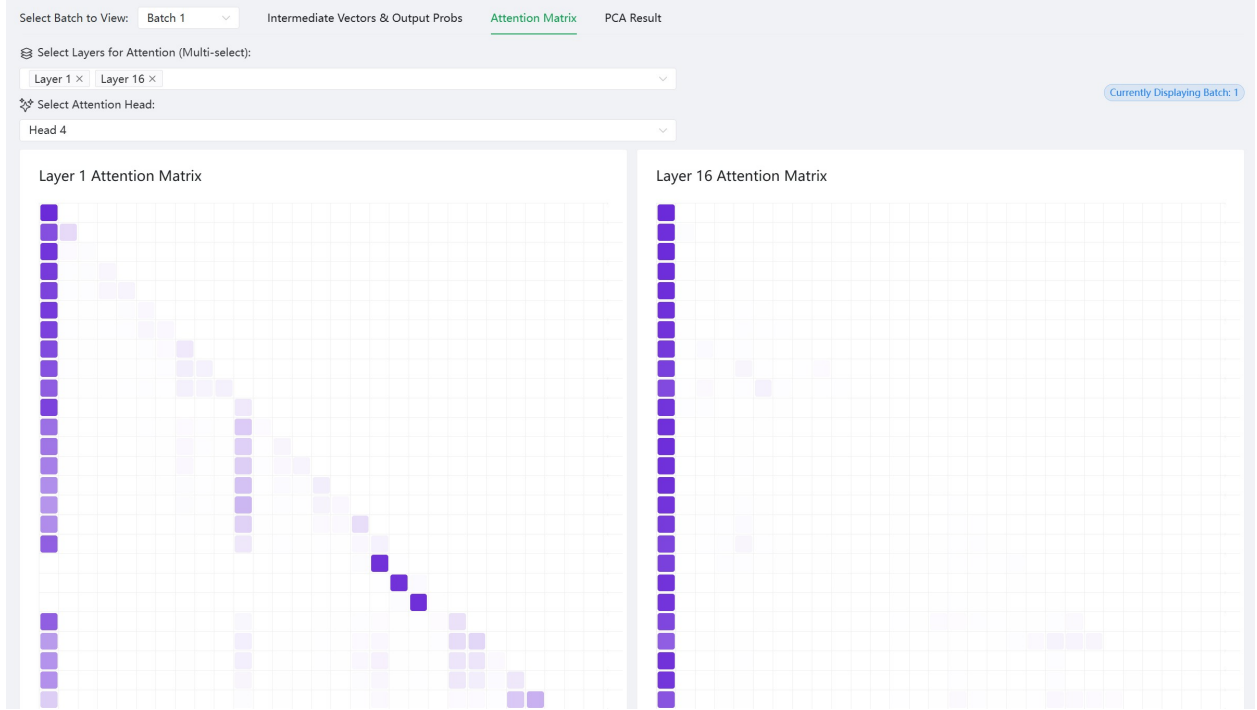 Select Batch to View: Batch 1 Intermediate Vectors & Output Probs Attention Matrix PCA Result
Select Layers for Attention (Multi-select):
Layer 1 × Layer 16 ×
Currently Displaying Batch: 1
Select Attention Head:
Head 4
Layer 1 Attention Matrix
Layer 16 Attention Matrix